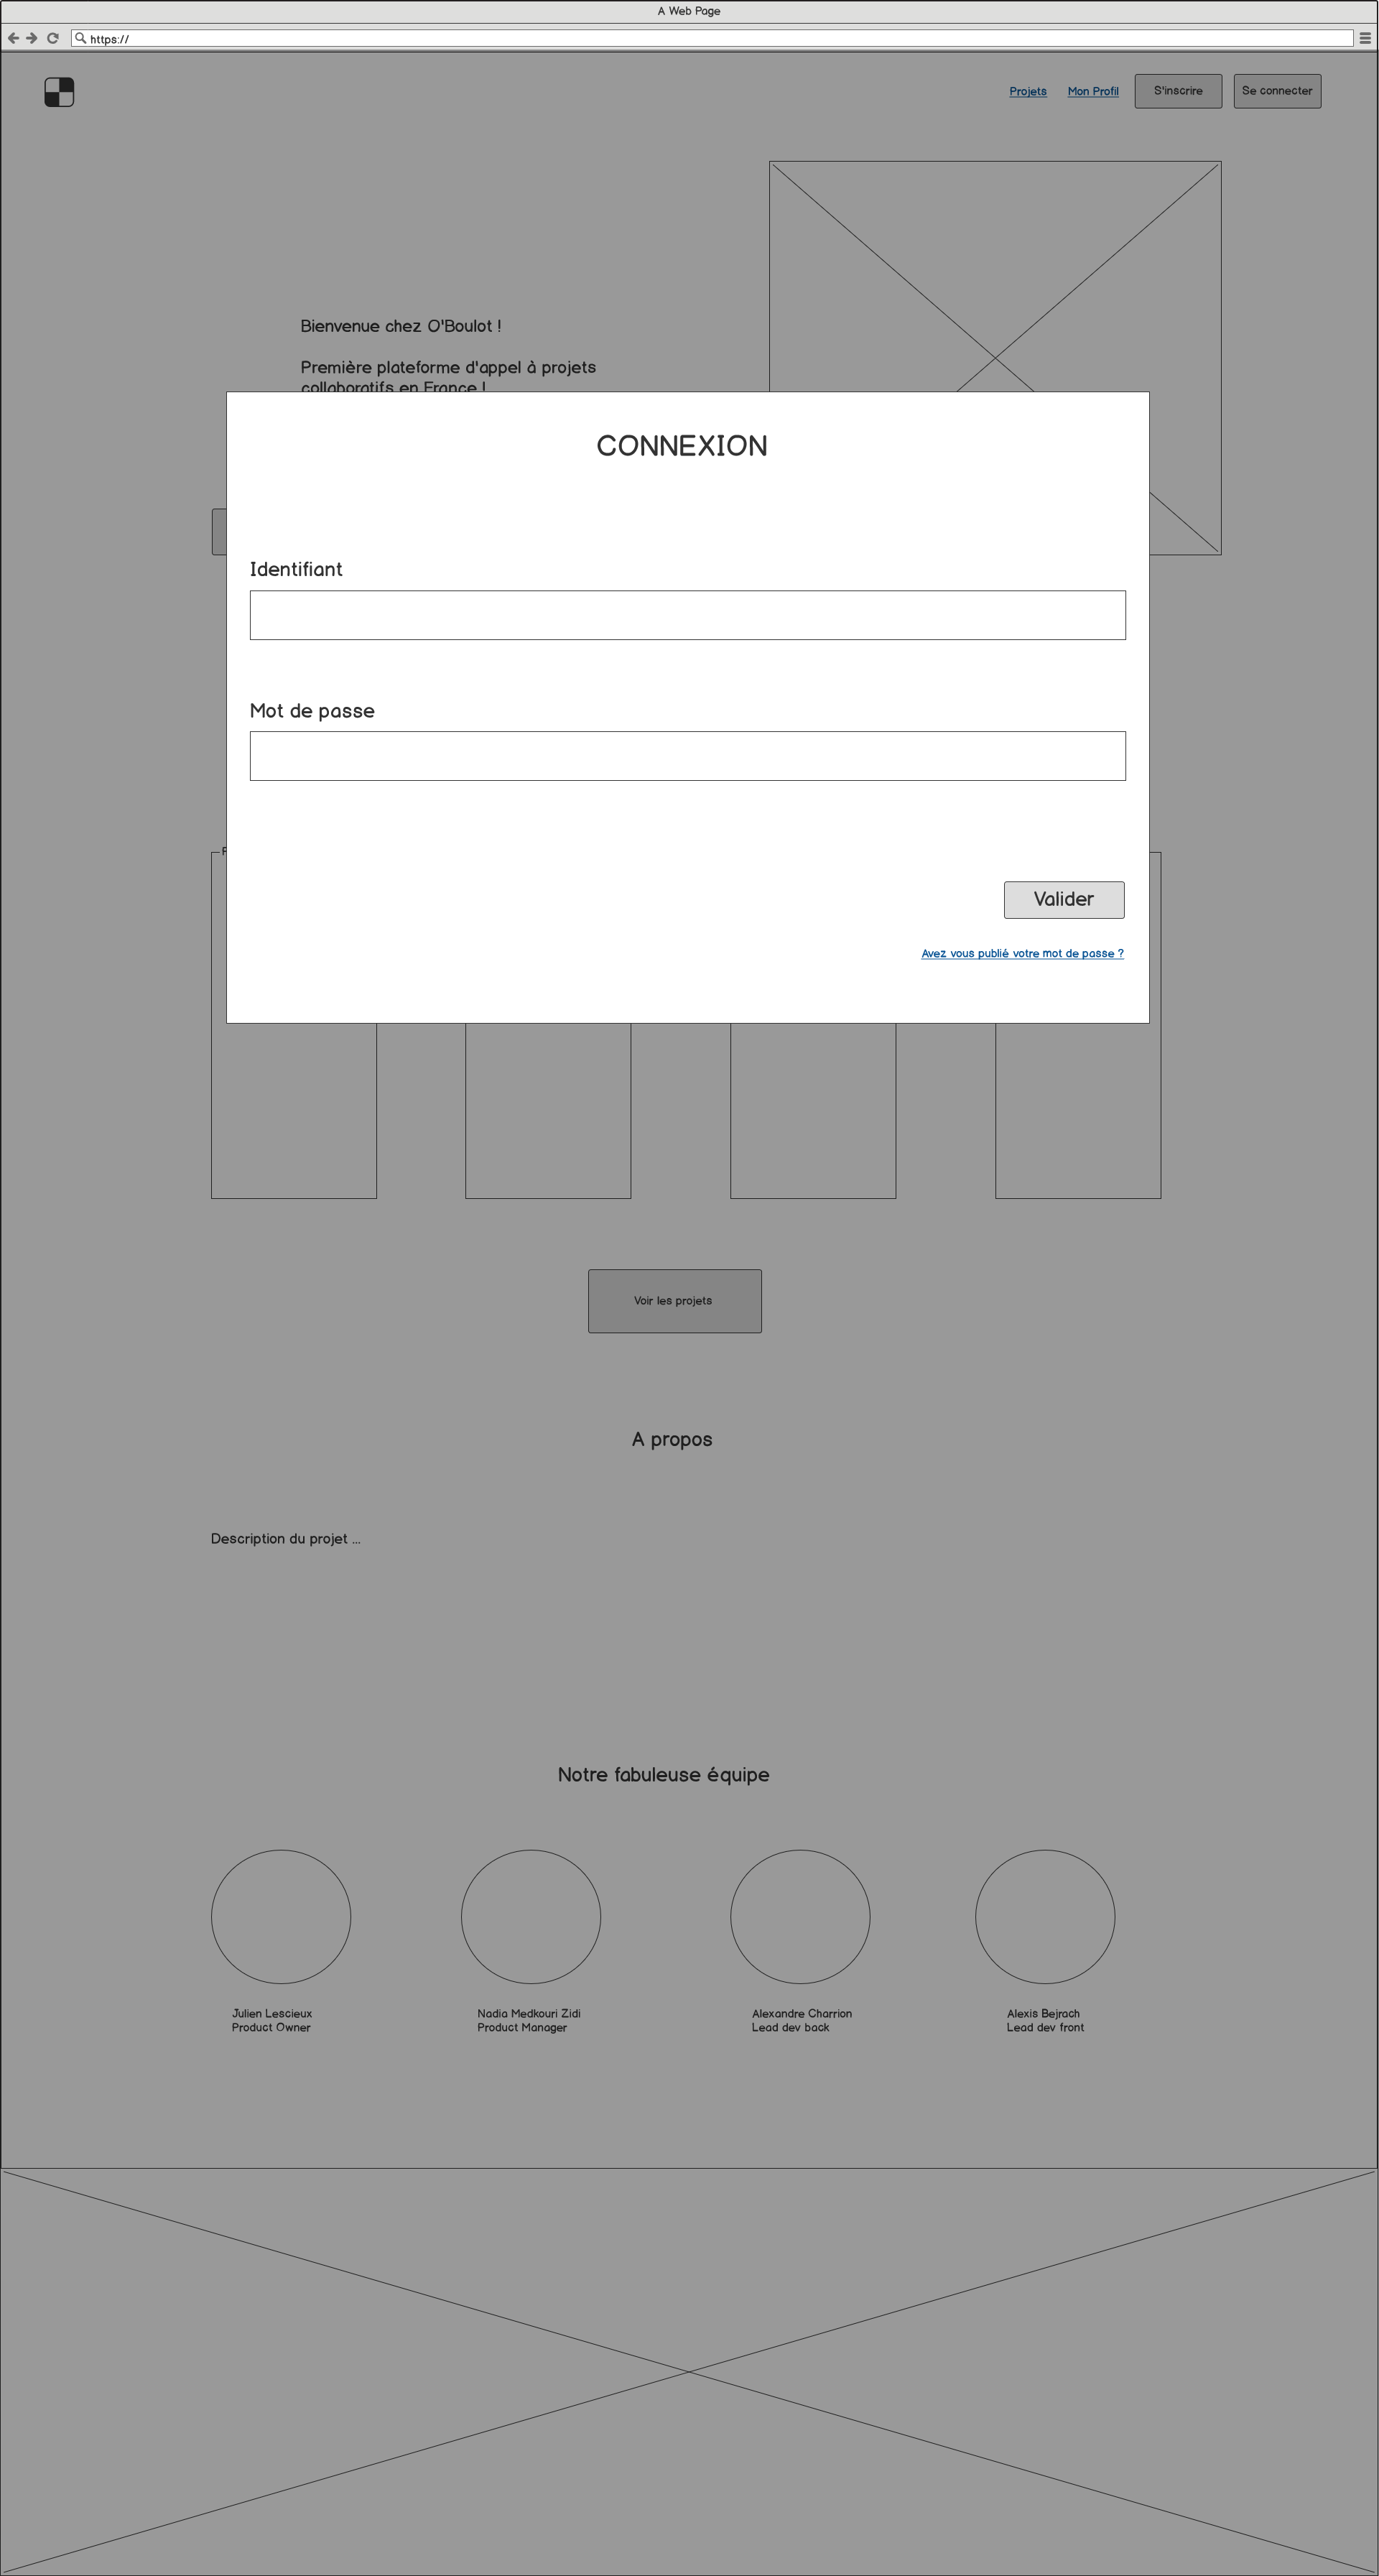 A Web Page
https://
Projets
Mon Profil
S'inscrire
Se connecter
Bienvenue chez O'Boulot !
Première plateforme d'appel à projets
collaboratifs en France !
CONNEXION
Identifiant
Mot de passe
Valider
Avez vous publié votre mot de passe ?
Voir les projets
A propos
Description du projet ...
Notre fabuleuse équipe
Julien Lescieux
Product Owner
Nadia Medkouri Zidi
Product Manager
Alexandre Charrion
Lead dev back
Alexis Bejrach
Lead dev front